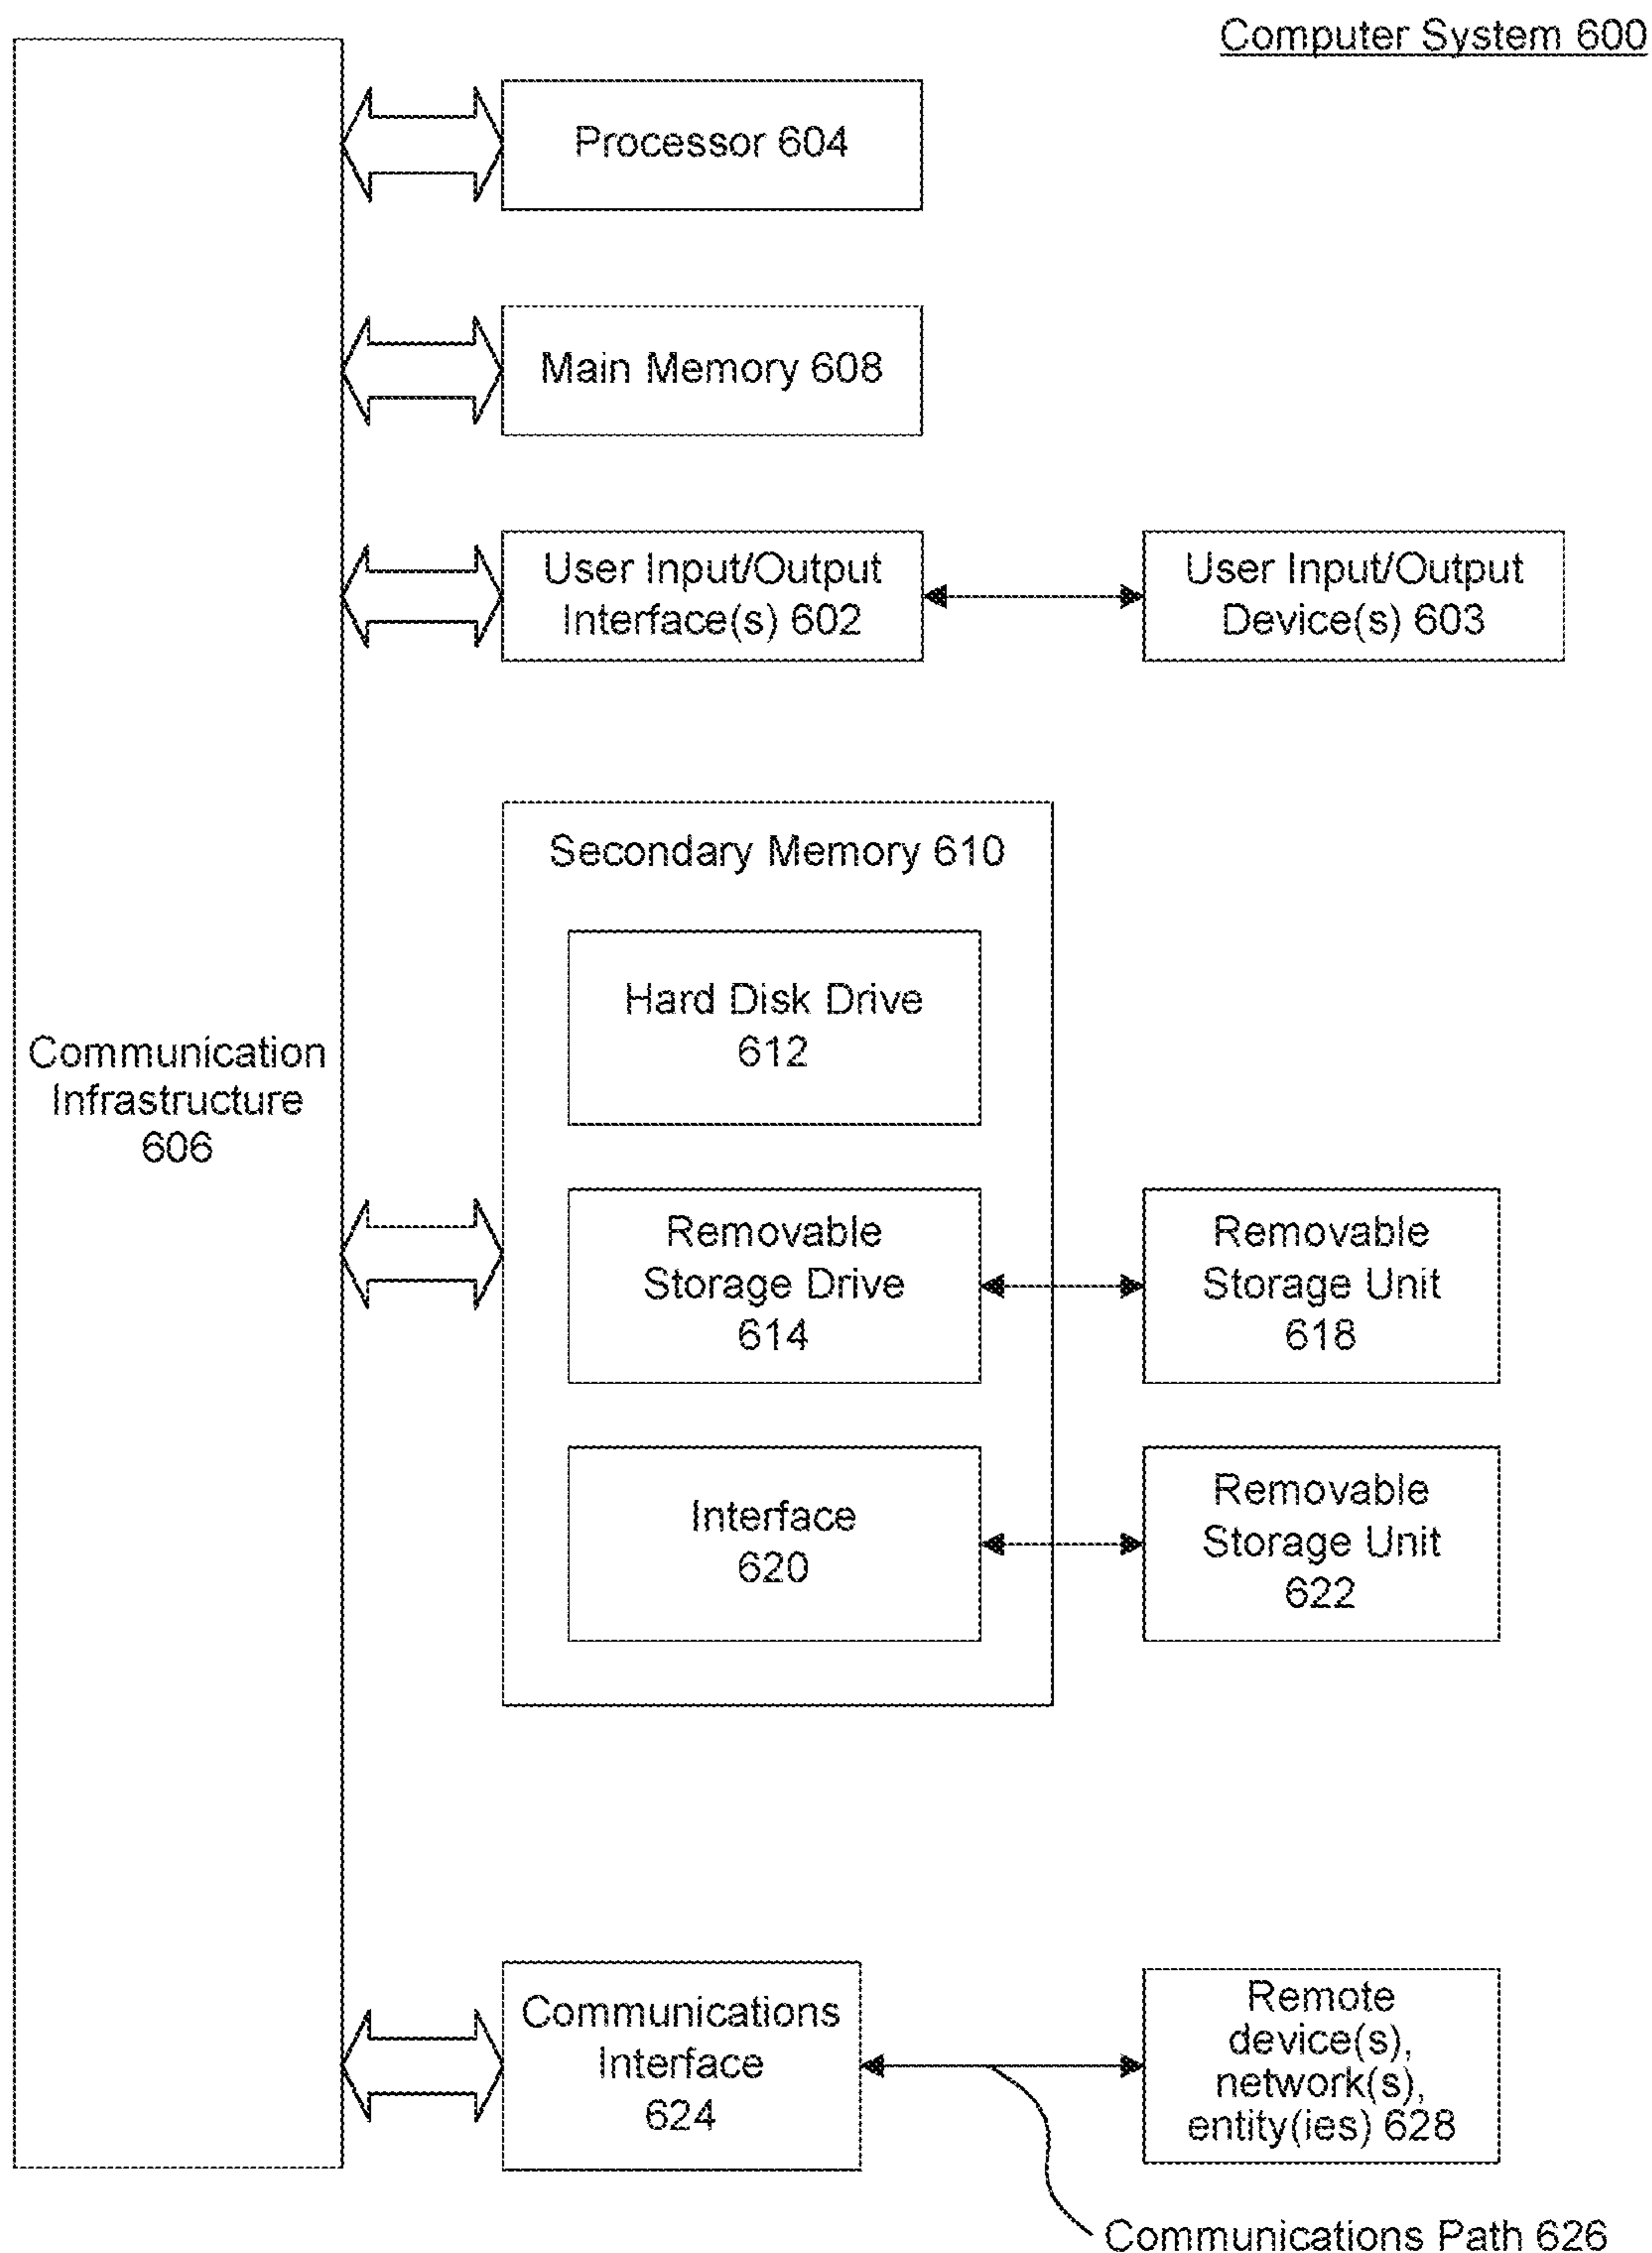 Computer System 600
Processor 604
Main Memory 608
User Input/Output
Interface(s) 602
User Input/Output
Device(s) 603
Secondary Memory 610
Hard Disk Drive
612
Communication
Infrastructure
606
Removable
Storage Drive
614
Removable
Storage Unit
618
Interface
620
Removable
Storage Unit
622
Communications
Interface
624
Remote
device(s),
network(s),
entity(ies) 628
Communications Path 626